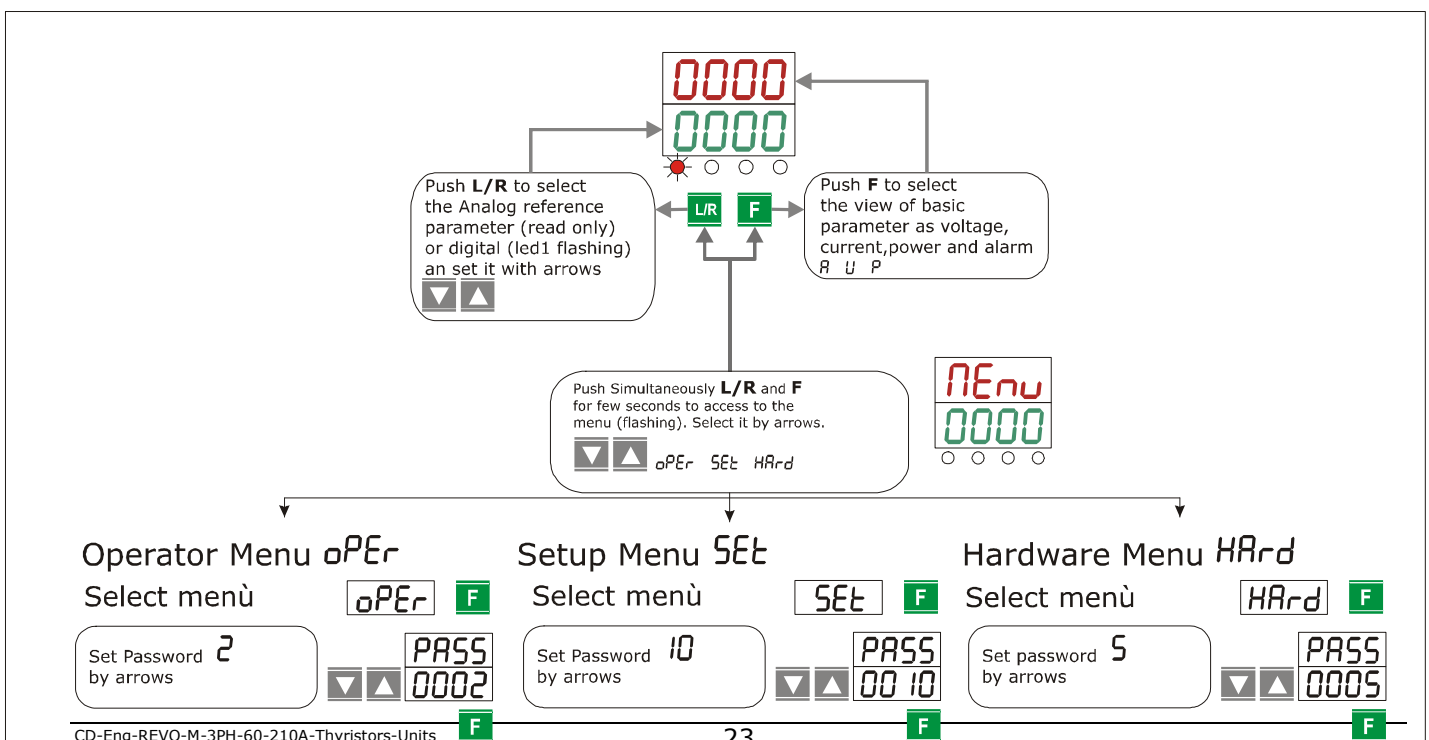 0000
0000
Push L/R to select
the Analog reference
parameter (read only)
or digital (led1 flashing)
an set it with arrows
L/R
F
Push F to select
the view of basic
parameter as voltage,
current,power and alarm
A U P
Push Simultaneously L/R and F
for few seconds to access to the
menu (flashing). Select it by arrows.
oPEr SEt HArd
MEnu
0000
Operator Menu oPEr
Select menù
oPEr
F
Set Password 2
by arrows
PASS
0002
F
Setup Menu SEt
Select menù
SEt
F
Set Password 10
by arrows
PASS
0010
F
Hardware Menu HArd
Select menù
HArd
F
Set password 5
by arrows
PASS
0005
F
CD-Eng-REVO-M-3PH-60-210A-Thyristors-Units
23